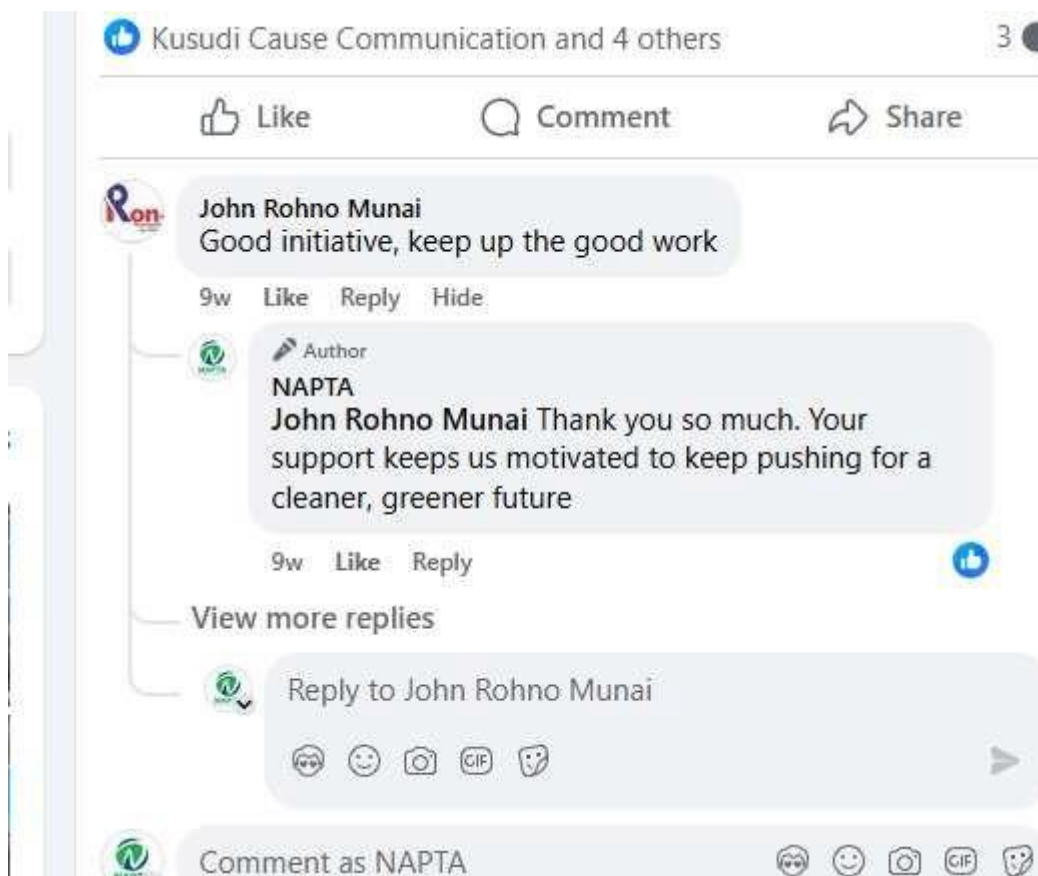 Kusudi Cause Communication and 4 others 3
Like Comment Share
Ron
John Rohno Munai
Good initiative, keep up the good work
9w Like Reply Hide
Author
NAPTA
John Rohno Munai Thank you so much. Your
support keeps us motivated to keep pushing for a
cleaner, greener future
9w Like Reply
View more replies
Reply to John Rohno Munai
GIF
Comment as NAPTA GIF